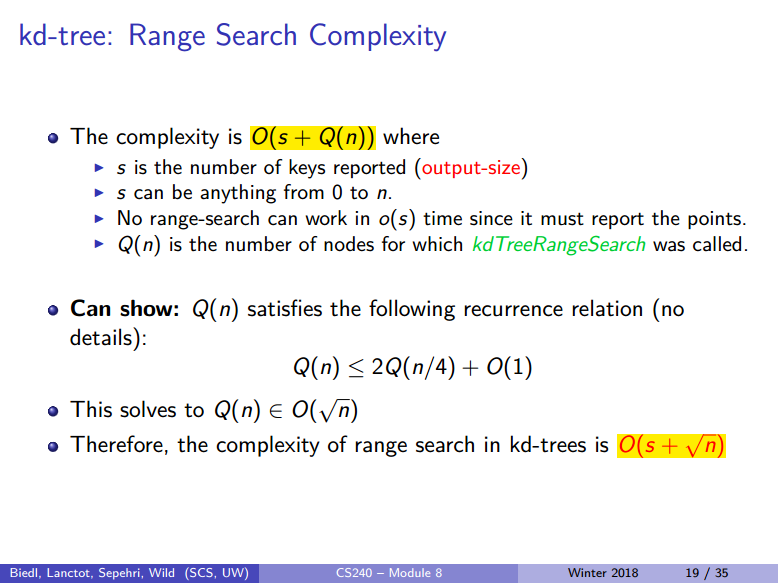 kd-tree: Range Search Complexity
The complexity is O(s + Q(n)) where
s is the number of keys reported (output-size)
s can be anything from 0 to n.
No range-search can work in o(s) time since it must report the points.
Q(n) is the number of nodes for which kdTreeRangeSearch was called.
Can show: Q(n) satisfies the following recurrence relation (no
details):
Q(n) ≤ 2Q(n/4) + O(1)
This solves to Q(n) ∈ O(√n)
Therefore, the complexity of range search in kd-trees is O(s + √n)
Biedl, Lanctot, Sepehri, Wild (SCS, UW) CS240 – Module 8 Winter 2018 19 / 35